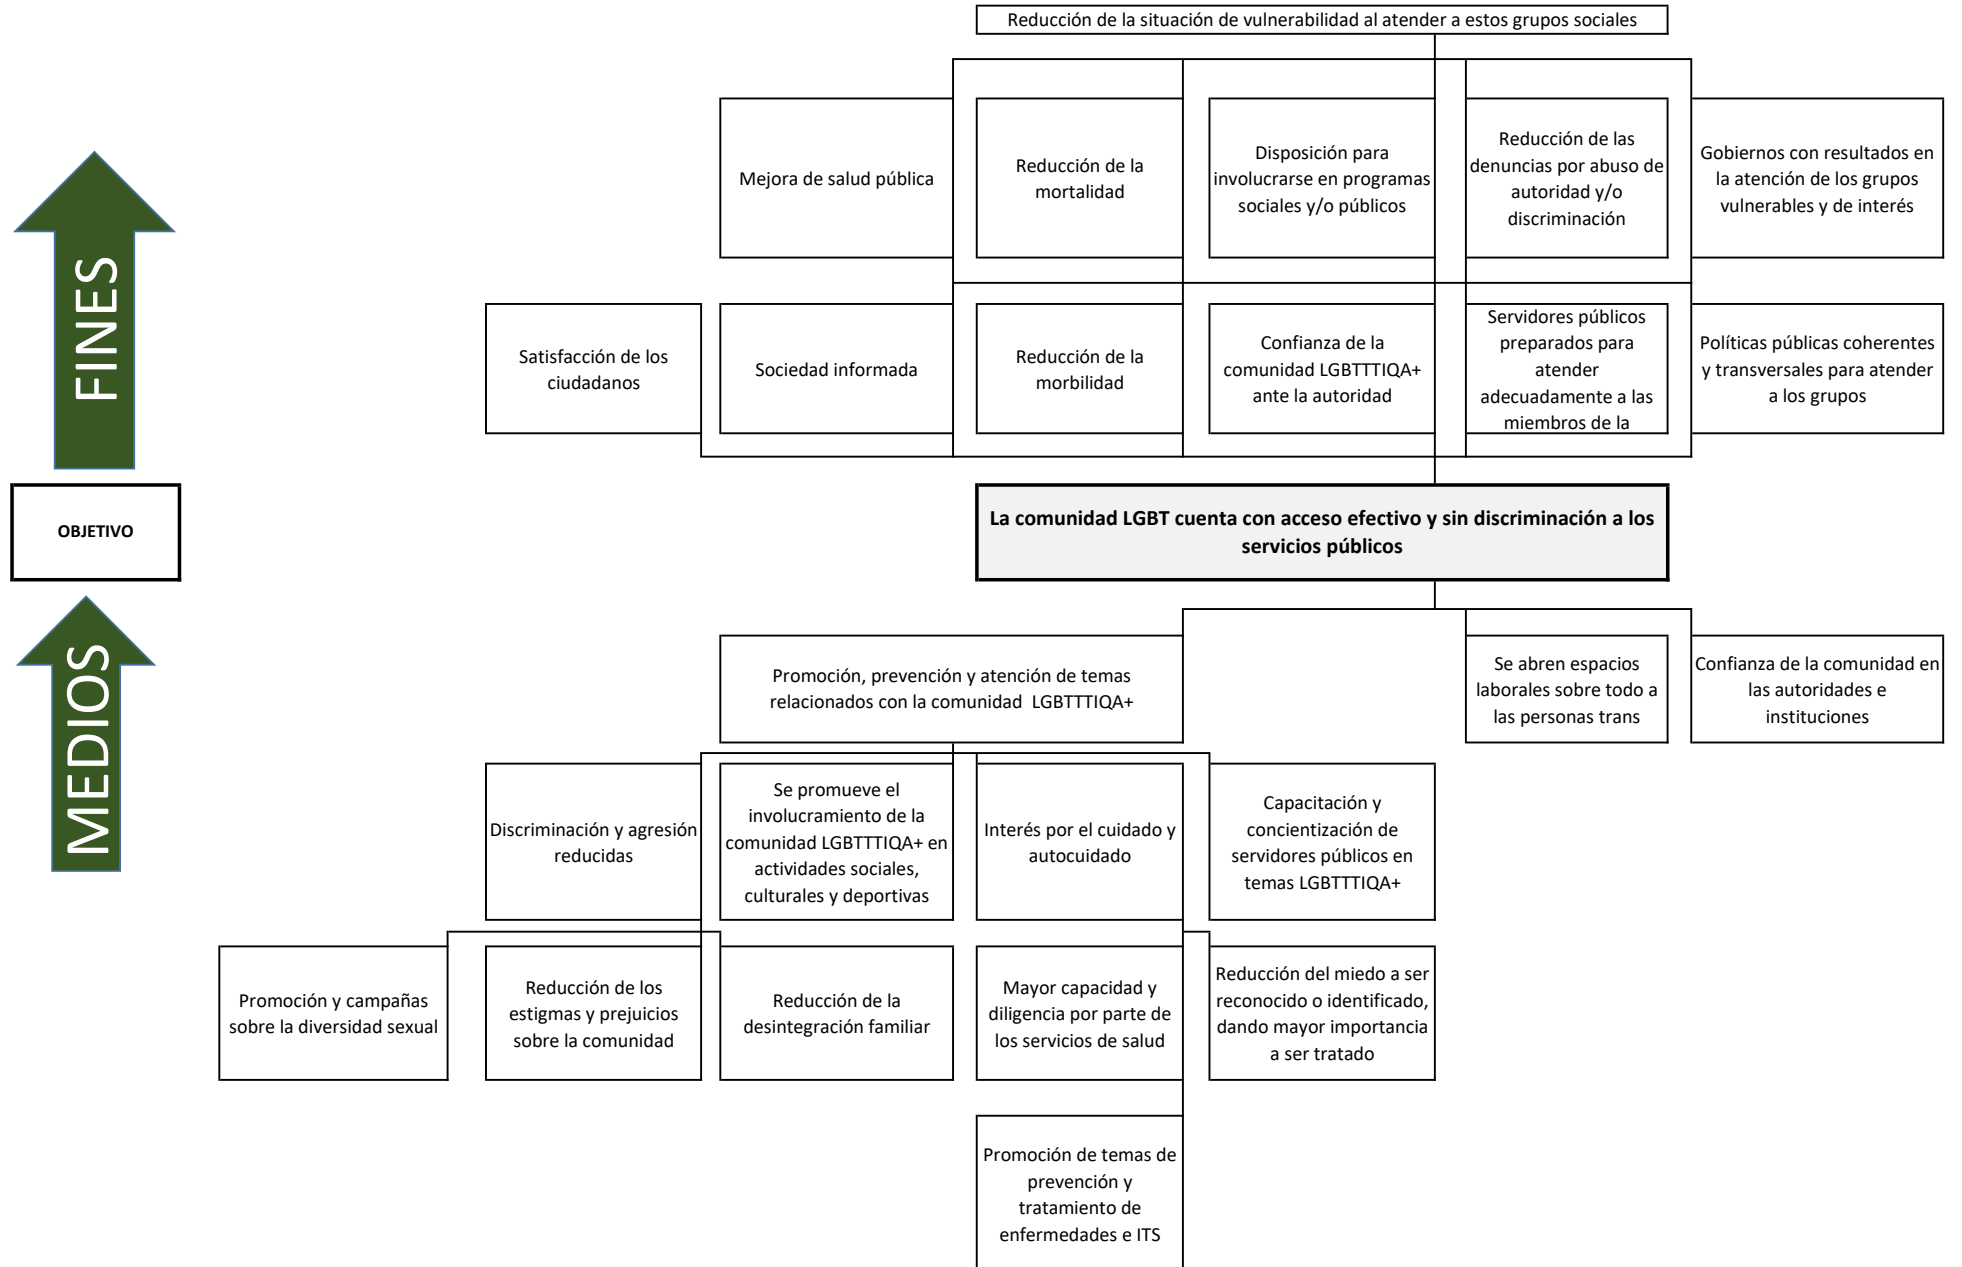 Reducción de la situación de vulnerabilidad al atender a estos grupos sociales
Mejora de salud pública
Reducción de la
mortalidad
Disposición para
involucrarse en programas
sociales y/o públicos
Reducción de las
denuncias por abuso de
autoridad y/o
discriminación
Gobiernos con resultados en
la atención de los grupos
vulnerables y de interés
FINES
Satisfacción de los
ciudadanos
Sociedad informada
Reducción de la
morbilidad
Confianza de la
comunidad LGBTTTIQA+
ante la autoridad
Servidores públicos
preparados para
atender
adecuadamente a las
miembros de la
Políticas públicas coherentes
y transversales para atender
a los grupos
OBJETIVO
La comunidad LGBT cuenta con acceso efectivo y sin discriminación a los
servicios públicos
MEDIOS
Promoción, prevención y atención de temas
relacionados con la comunidad LGBTTTIQA+
Se abren espacios
laborales sobre todo a
las personas trans
Confianza de la comunidad en
las autoridades e
instituciones
Discriminación y agresión
reducidas
Se promueve el
involucramiento de la
comunidad LGBTTTIQA+ en
actividades sociales,
culturales y deportivas
Interés por el cuidado y
autocuidado
Capacitación y
concientización de
servidores públicos en
temas LGBTTTIQA+
Promoción y campañas
sobre la diversidad sexual
Reducción de los
estigmas y prejuicios
sobre la comunidad
Reducción de la
desintegración familiar
Mayor capacidad y
diligencia por parte de
los servicios de salud
Reducción del miedo a ser
reconocido o identificado,
dando mayor importancia
a ser tratado
Promoción de temas de
prevención y
tratamiento de
enfermedades e ITS